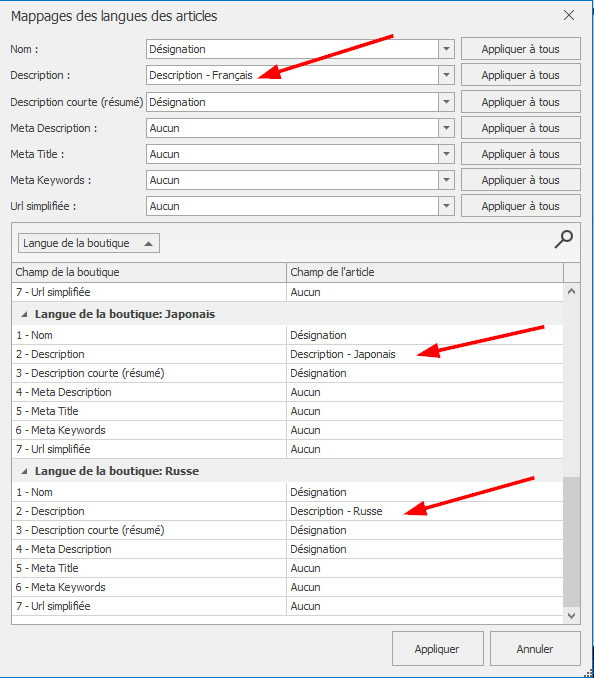 Mappages des langues des articles
Nom : Désignation Appliquer à tous
Description : Description - Français Appliquer à tous
Description courte (résumé) Désignation Appliquer à tous
Meta Description : Aucun Appliquer à tous
Meta Title : Aucun Appliquer à tous
Meta Keywords : Aucun Appliquer à tous
Url simplifiée : Aucun Appliquer à tous
Langue de la boutique
Champ de la boutique Champ de l'article
7 - Url simplifiée Aucun
Langue de la boutique: Japonais
1 - Nom Désignation
2 - Description Description - Japonais
3 - Description courte (résumé) Désignation
4 - Meta Description Aucun
5 - Meta Title Aucun
6 - Meta Keywords Aucun
7 - Url simplifiée Aucun
Langue de la boutique: Russe
1 - Nom Désignation
2 - Description Description - Russe
3 - Description courte (résumé) Désignation
4 - Meta Description Désignation
5 - Meta Title Aucun
6 - Meta Keywords Aucun
7 - Url simplifiée Aucun
Appliquer Annuler